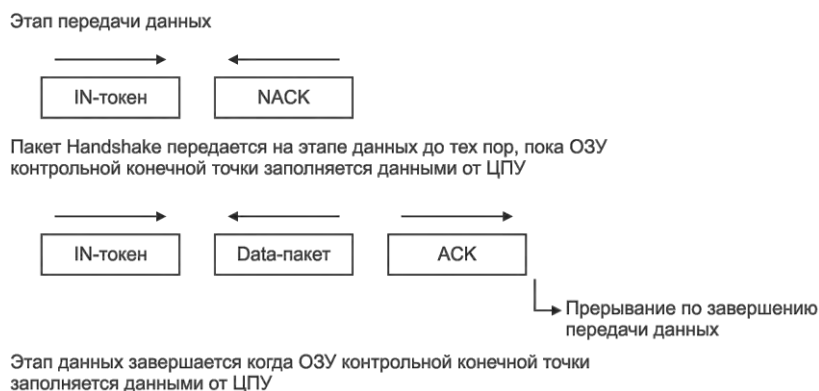 Этап передачи данных
IN-токен
NACK
Пакет Handshake передается на этапе данных до тех пор, пока ОЗУ
контрольной конечной точки заполняется данными от ЦПУ
IN-токен
Data-пакет
ACK
Прерывание по завершению
передачи данных
Этап данных завершается когда ОЗУ контрольной конечной точки
заполняется данными от ЦПУ